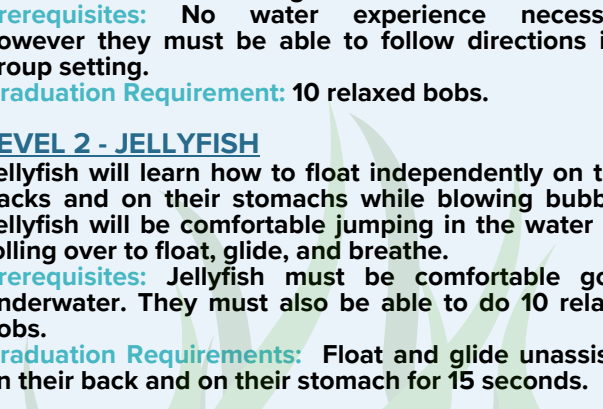 rerequisites: No water experience necess
owever they must be able to follow directions i
roup setting.
raduation Requirement: 10 relaxed bobs.
EVEL 2 - JELLYFISH
ellyfish will learn how to float independently on t
acks and on their stomachs while blowing bubb
ellyfish will be comfortable jumping in the water
olling over to float, glide, and breathe.
rerequisites: Jellyfish must be comfortable go
nderwater. They must also be able to do 10 rela
obs.
raduation Requirements: Float and glide unassis
n their back and on their stomach for 15 seconds.